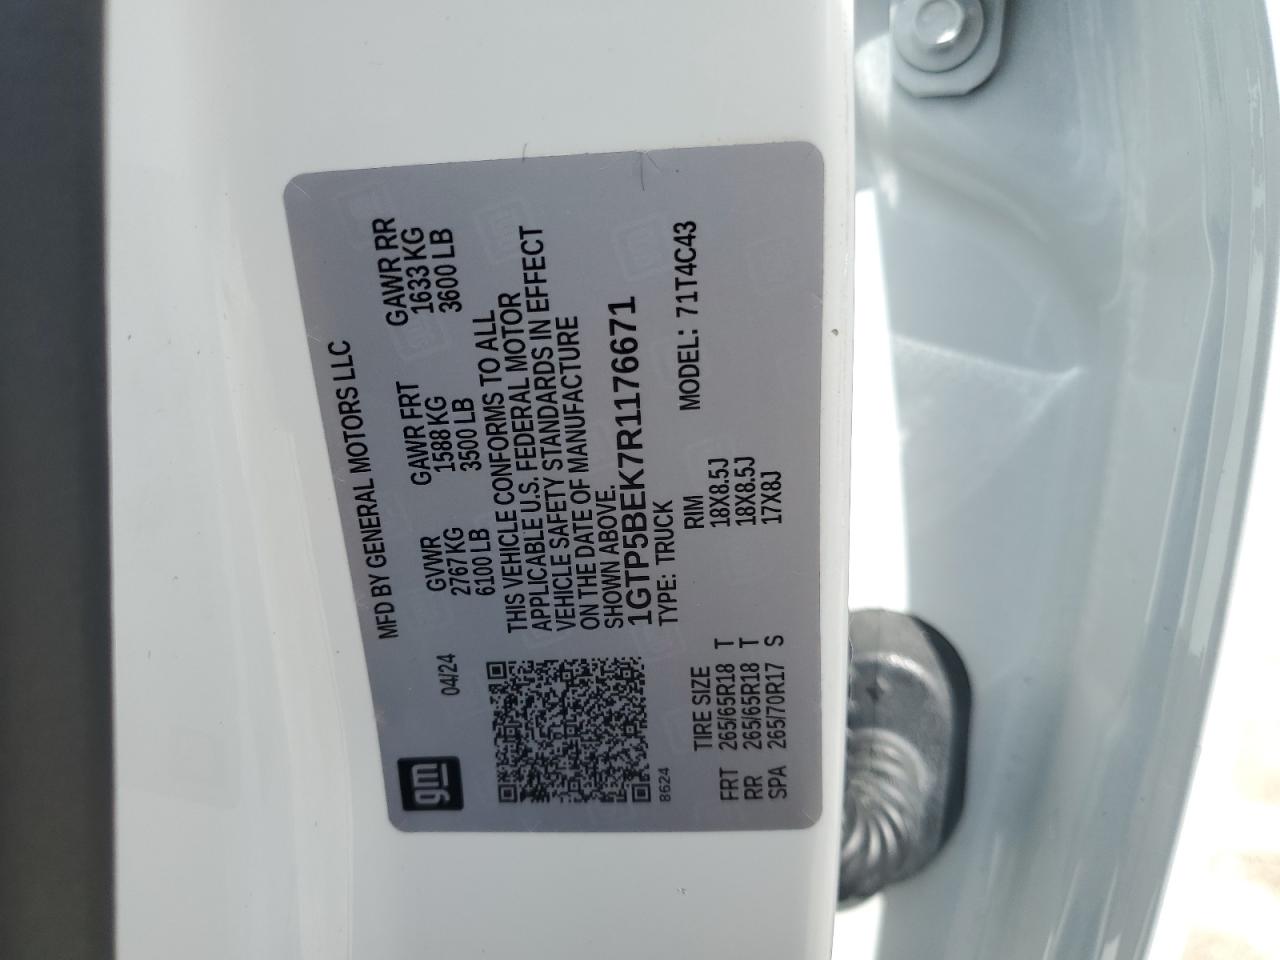 gm
MFD BY GENERAL MOTORS LLC
04/24
GVWR GAWR FRT GAWR RR
2767 KG 1588 KG 1633 KG
6100 LB 3500 LB 3600 LB
THIS VEHICLE CONFORMS TO ALL
APPLICABLE U.S. FEDERAL MOTOR
VEHICLE SAFETY STANDARDS IN EFFECT
ON THE DATE OF MANUFACTURE
SHOWN ABOVE.
1GTP5BEK7R1176671
8624
TYPE: TRUCK MODEL: 71T4C43
TIRE SIZE RIM
FRT 265/65R18 T 18X8.5J
RR 265/65R18 T 18X8.5J
SPA 265/70R17 S 17X8J